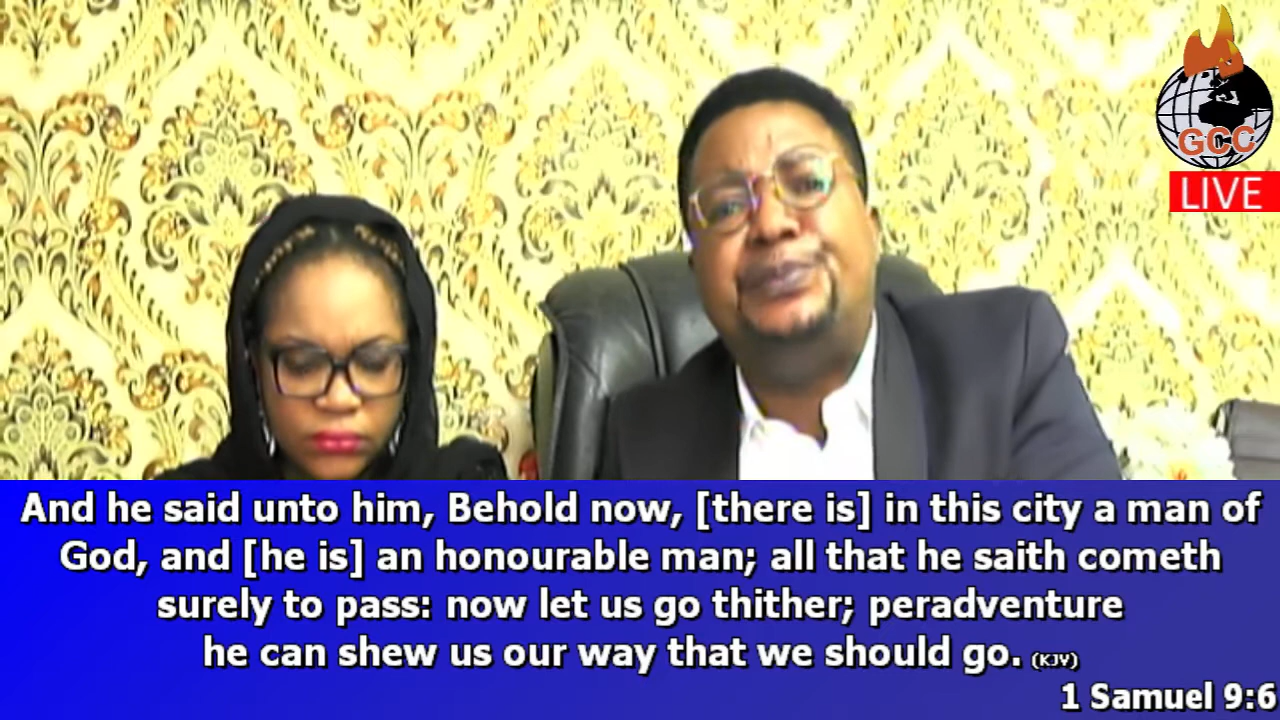 GCC
LIVE
And he said unto him, Behold now, [there is] in this city a man of
God, and [he is] an honourable man; all that he saith cometh
surely to pass: now let us go thither; peradventure
he can shew us our way that we should go. (KJV)
1 Samuel 9:6